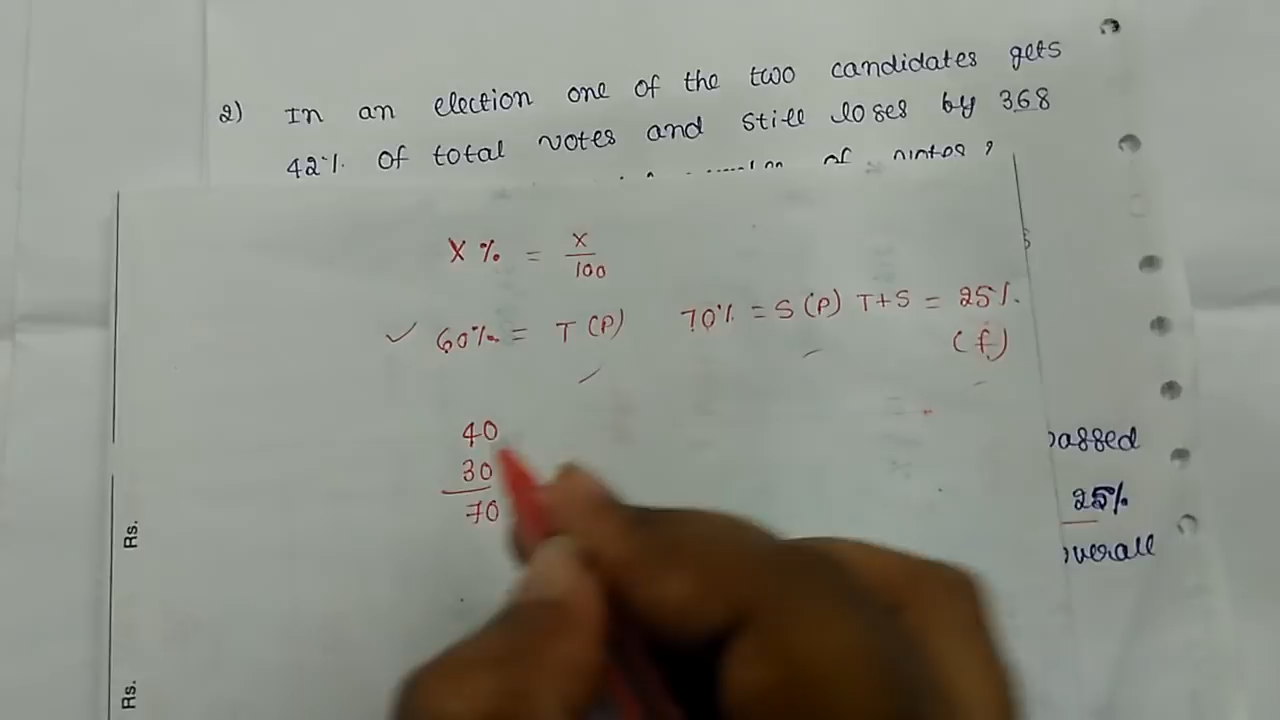 2) In an election one of the two candidates gets
42% of total votes and still loses by 368
of
X % = X/100
✓ 60% = T (P) 70% = S (P) T+S = 25%
(f)
40
30
70
passed
25%
overall
Rs.
Rs.